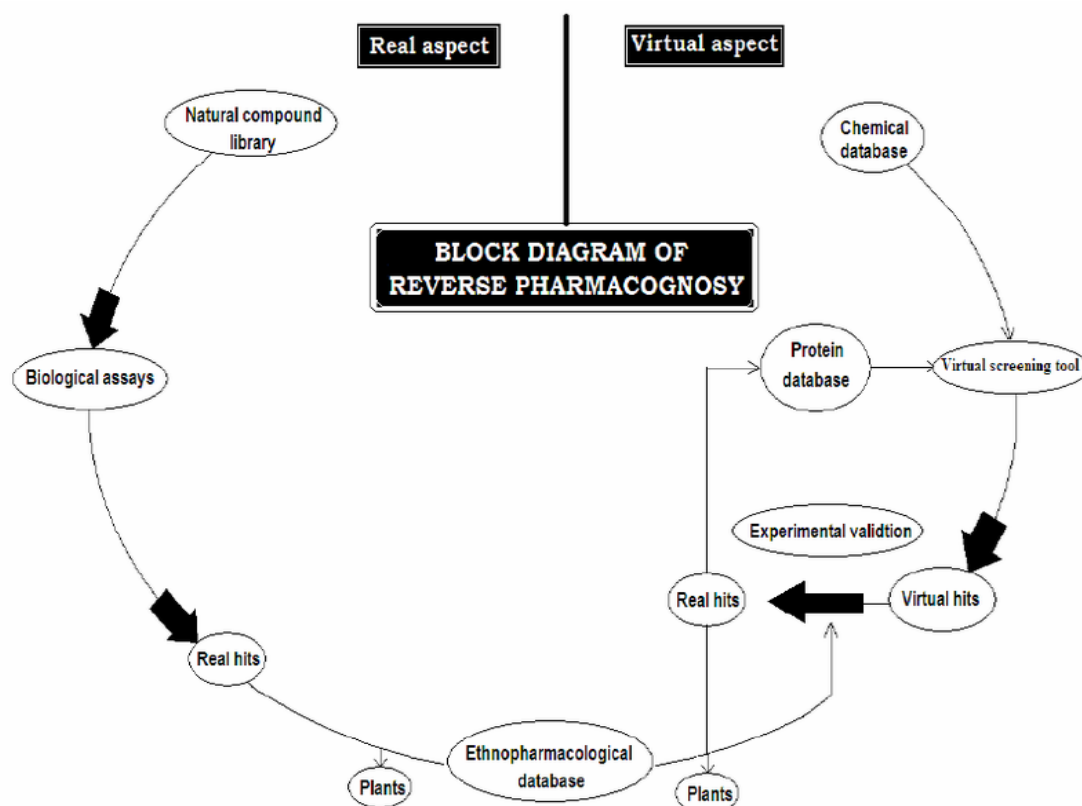 Real aspect
Virtual aspect
Natural compound
library
Chemical
database
BLOCK DIAGRAM OF
REVERSE PHARMACOGNOSY
Biological assays
Protein
database
Virtual screening tool
Experimental validtion
Real hits
Virtual hits
Real hits
Ethnopharmacological
database
Plants
Plants